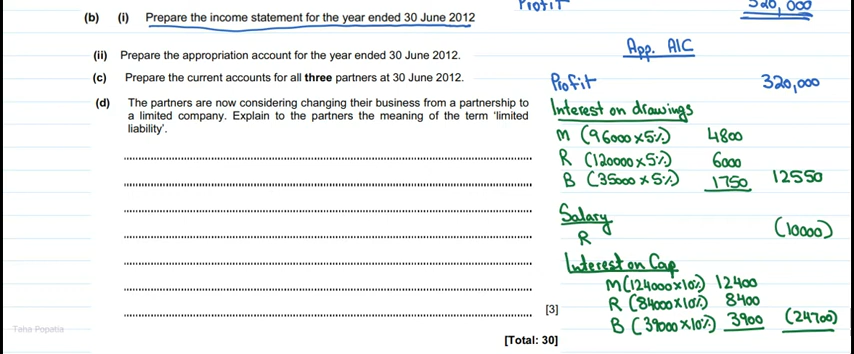 (b) (i) Prepare the income statement for the year ended 30 June 2012
(ii) Prepare the appropriation account for the year ended 30 June 2012.
(c) Prepare the current accounts for all three partners at 30 June 2012.
(d) The partners are now considering changing their business from a partnership to
a limited company. Explain to the partners the meaning of the term 'limited
liability'.
[3]
[Total: 30]
Taha Popatia
Profit 320,000
App. A/C
Profit 320,000
Interest on drawings
M (96000 x 5%) 4800
R (120000 x 5%) 6000
B (35000 x 5%) 1750 12550
Salary
R (10000)
Interest on Cap
M (124000 x 10%) 12400
R (84000 x 10%) 8400
B (39000 x 10%) 3900 (24700)